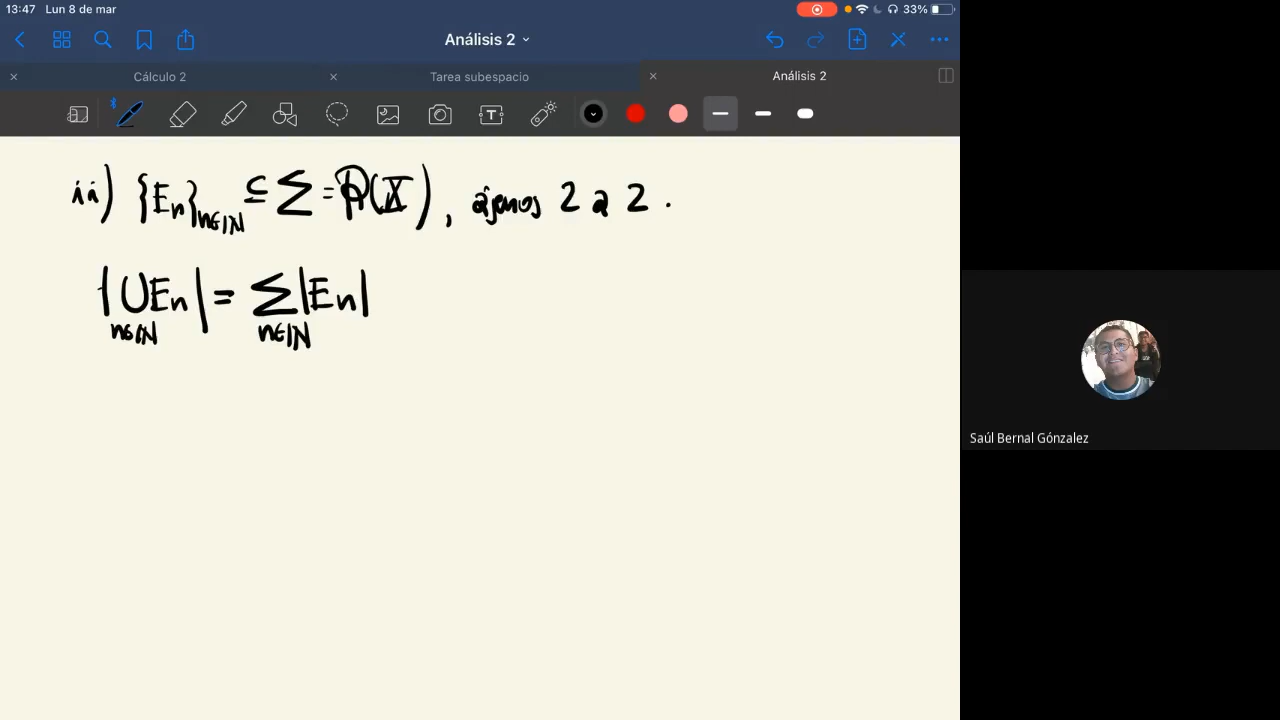 13:47 Lun 8 de mar 33%
Análisis 2
Cálculo 2 Tarea subespacio Análisis 2
ii) {En}n∈ℕ ⊆ Σ = P(X), ajenos 2 a 2.
|⋃n∈ℕ En| = Σn∈ℕ |En|
Saúl Bernal Gónzalez